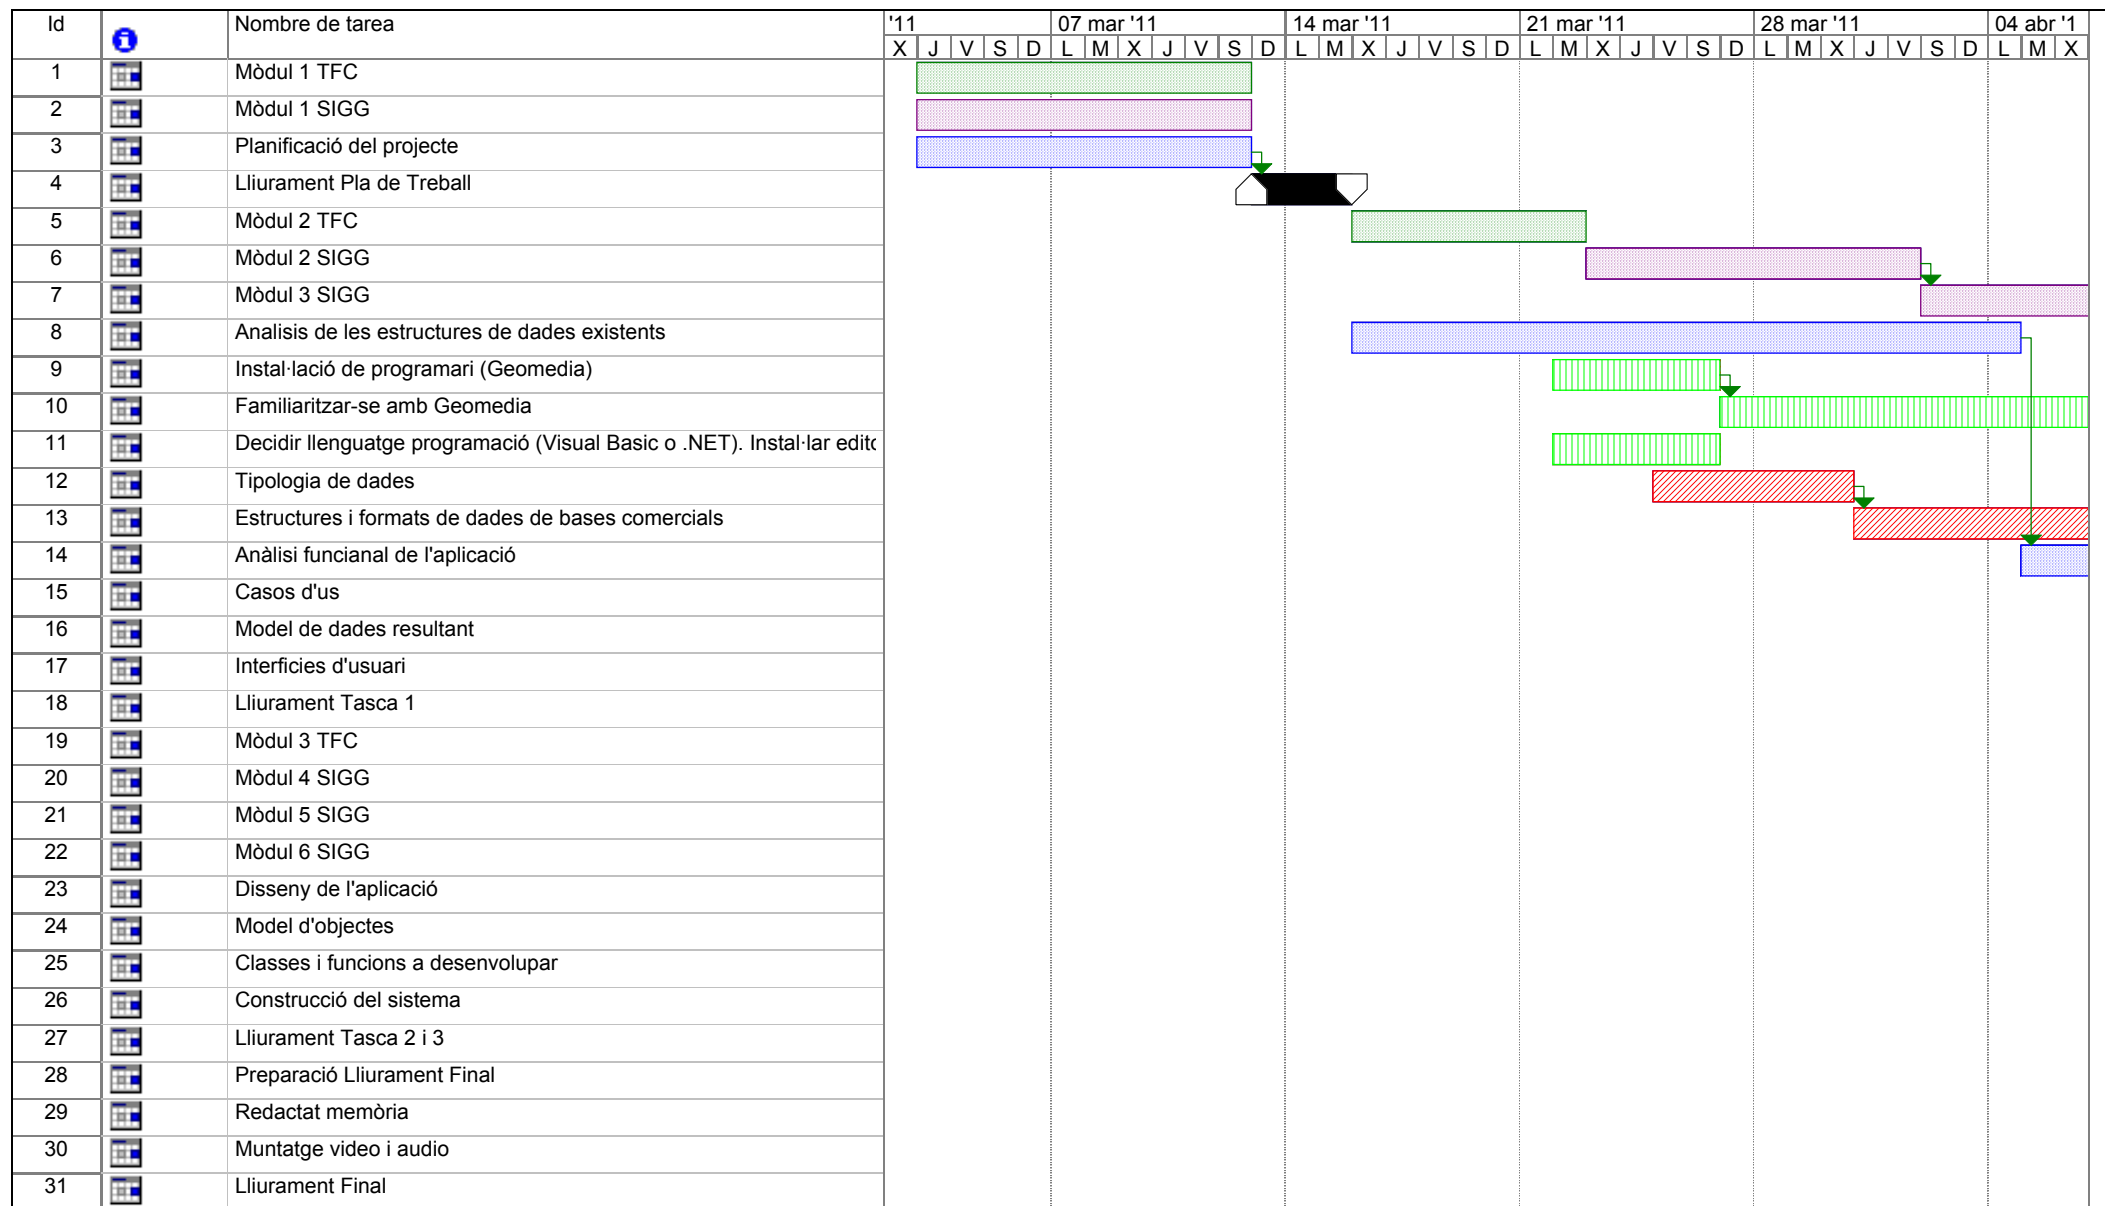 Id Nombre de tarea '11 07 mar '11 14 mar '11 21 mar '11 28 mar '11 04 abr '1
X J V S D L M X J V S D L M X J V S D L M X J V S D L M X J V S D L M X
1 Mòdul 1 TFC
2 Mòdul 1 SIGG
3 Planificació del projecte
4 Lliurament Pla de Treball
5 Mòdul 2 TFC
6 Mòdul 2 SIGG
7 Mòdul 3 SIGG
8 Analisis de les estructures de dades existents
9 Instal·lació de programari (Geomedia)
10 Familiaritzar-se amb Geomedia
11 Decidir llenguatge programació (Visual Basic o .NET). Instal·lar edito
12 Tipologia de dades
13 Estructures i formats de dades de bases comercials
14 Anàlisi funcianal de l'aplicació
15 Casos d'us
16 Model de dades resultant
17 Interficies d'usuari
18 Lliurament Tasca 1
19 Mòdul 3 TFC
20 Mòdul 4 SIGG
21 Mòdul 5 SIGG
22 Mòdul 6 SIGG
23 Disseny de l'aplicació
24 Model d'objectes
25 Classes i funcions a desenvolupar
26 Construcció del sistema
27 Lliurament Tasca 2 i 3
28 Preparació Lliurament Final
29 Redactat memòria
30 Muntatge video i audio
31 Lliurament Final